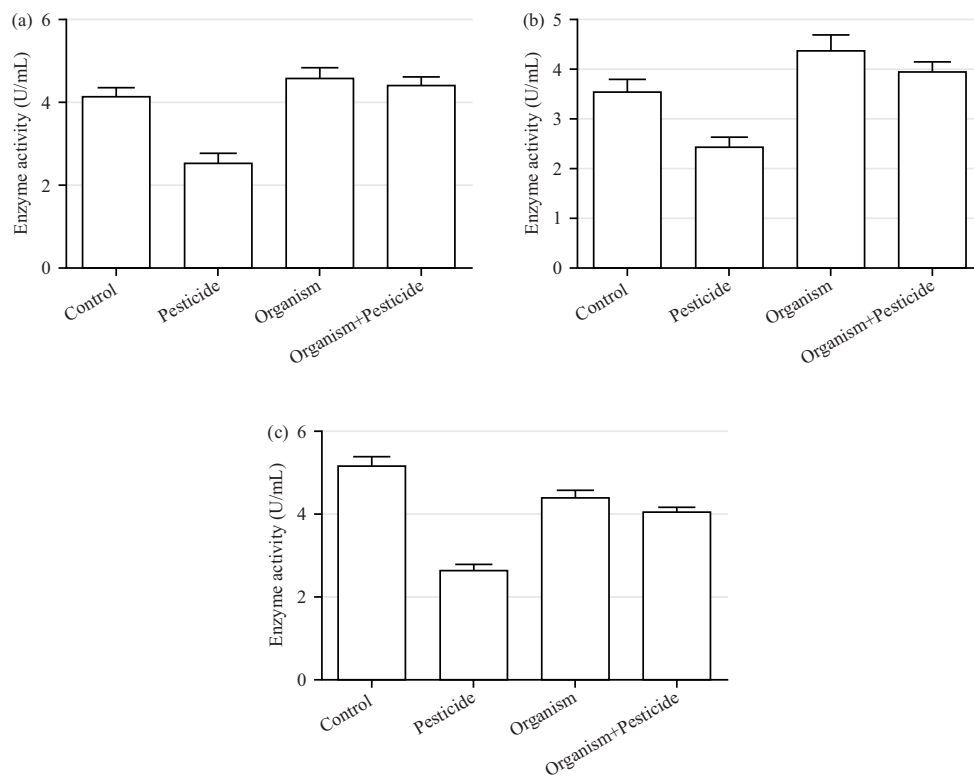 (a)
Enzyme activity (U/mL)
6
4
2
0
Control
Pesticide
Organism
Organism+Pesticide
(b)
Enzyme activity (U/mL)
5
4
3
2
1
0
Control
Pesticide
Organism
Organism+Pesticide
(c)
Enzyme activity (U/mL)
6
4
2
0
Control
Pesticide
Organism
Organism+Pesticide